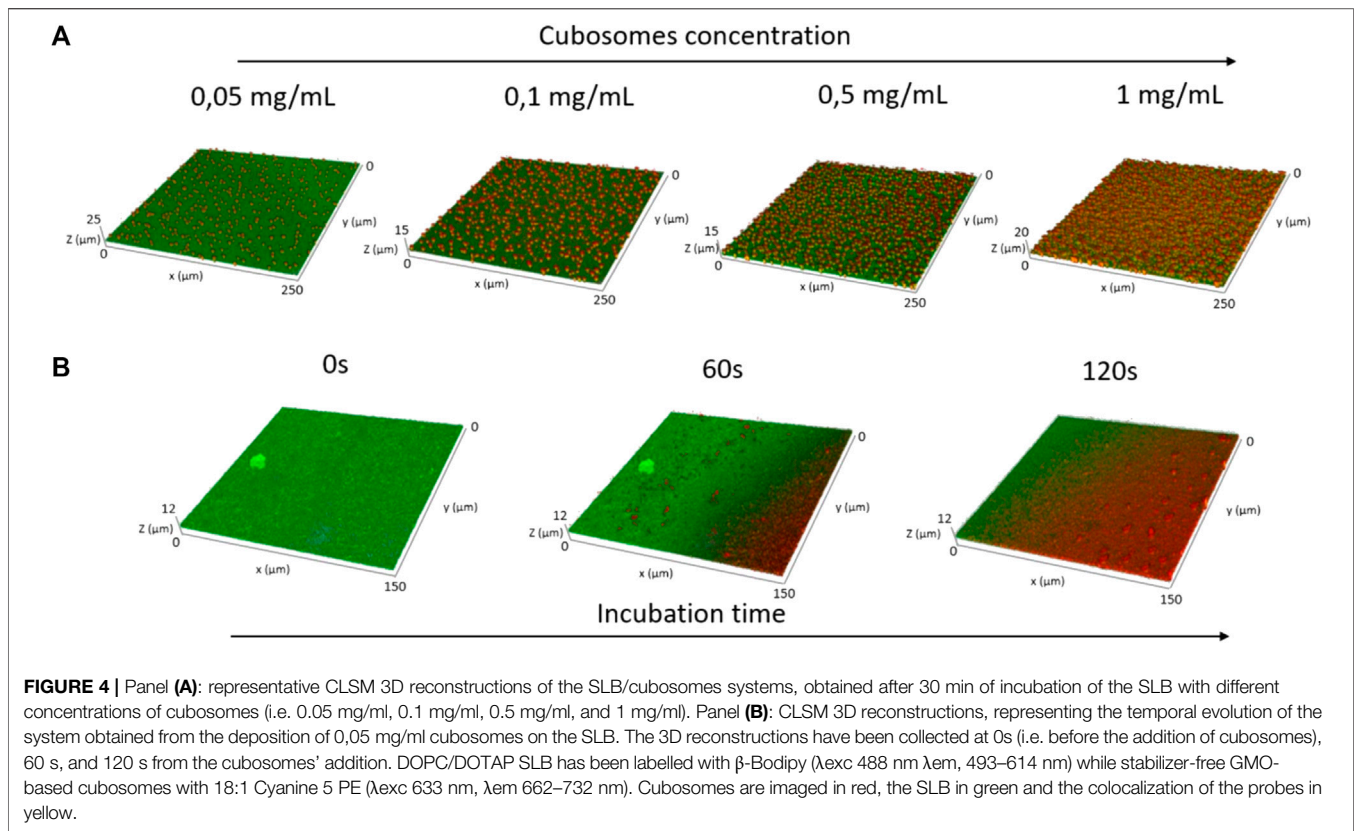 A
Cubosomes concentration
0,05 mg/mL
0,1 mg/mL
0,5 mg/mL
1 mg/mL
25
Z (µm)
0
x (µm)
250
y (µm)
0
15
Z (µm)
0
x (µm)
250
y (µm)
0
15
Z (µm)
0
x (µm)
250
y (µm)
0
20
Z (µm)
0
x (µm)
250
y (µm)
0
B
0s
60s
120s
12
Z (µm)
0
x (µm)
150
y (µm)
0
12
Z (µm)
0
x (µm)
150
y (µm)
0
12
Z (µm)
0
x (µm)
150
y (µm)
0
Incubation time
FIGURE 4 | Panel (A): representative CLSM 3D reconstructions of the SLB/cubosomes systems, obtained after 30 min of incubation of the SLB with different
concentrations of cubosomes (i.e. 0.05 mg/ml, 0.1 mg/ml, 0.5 mg/ml, and 1 mg/ml). Panel (B): CLSM 3D reconstructions, representing the temporal evolution of the
system obtained from the deposition of 0,05 mg/ml cubosomes on the SLB. The 3D reconstructions have been collected at 0s (i.e. before the addition of cubosomes),
60 s, and 120 s from the cubosomes' addition. DOPC/DOTAP SLB has been labelled with β-Bodipy (λexc 488 nm λem, 493–614 nm) while stabilizer-free GMO-
based cubosomes with 18:1 Cyanine 5 PE (λexc 633 nm, λem 662–732 nm). Cubosomes are imaged in red, the SLB in green and the colocalization of the probes in
yellow.